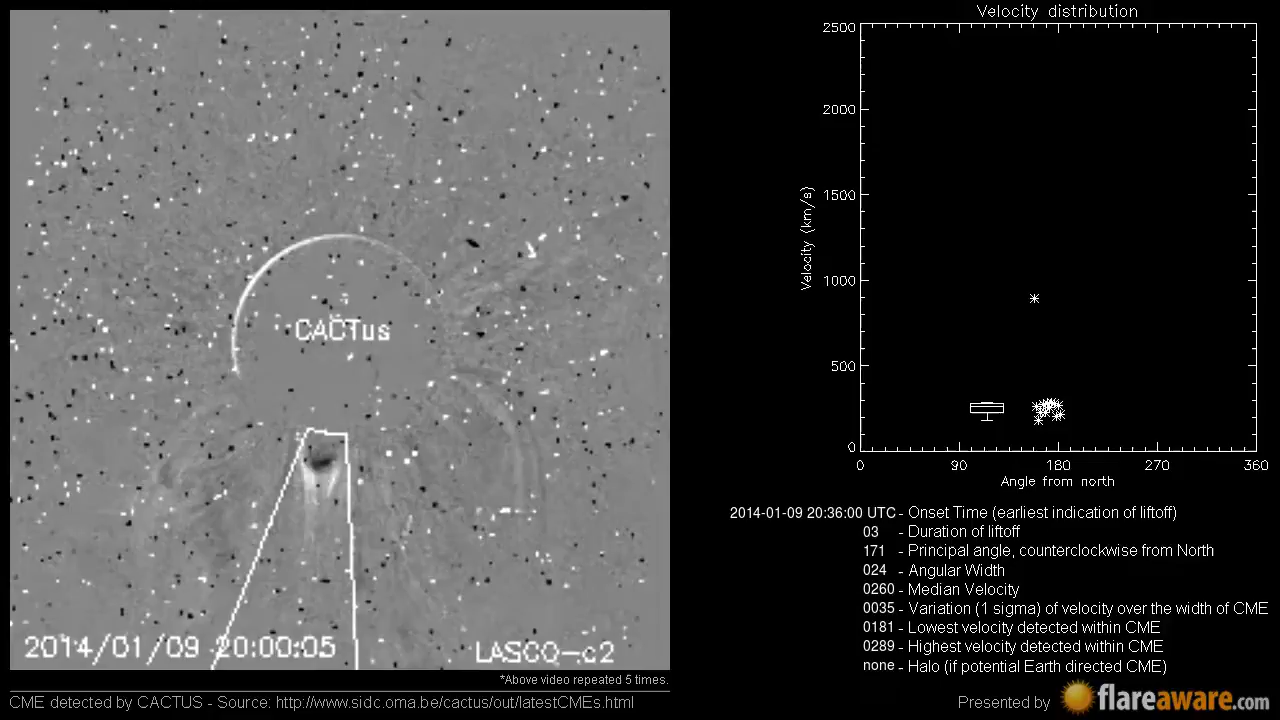 CACTus
2014/01/09 20:00:05
LASCO-c2
*Above video repeated 5 times.
CME detected by CACTUS - Source: http://www.sidc.oma.be/cactus/out/latestCMEs.html
Velocity distribution
2500
2000
1500
1000
500
0
Velocity (km/s)
0 90 180 270 360
Angle from north
2014-01-09 20:36:00 UTC - Onset Time (earliest indication of liftoff)
03 - Duration of liftoff
171 - Principal angle, counterclockwise from North
024 - Angular Width
0260 - Median Velocity
0035 - Variation (1 sigma) of velocity over the width of CME
0181 - Lowest velocity detected within CME
0289 - Highest velocity detected within CME
none - Halo (if potential Earth directed CME)
Presented by flareaware.com